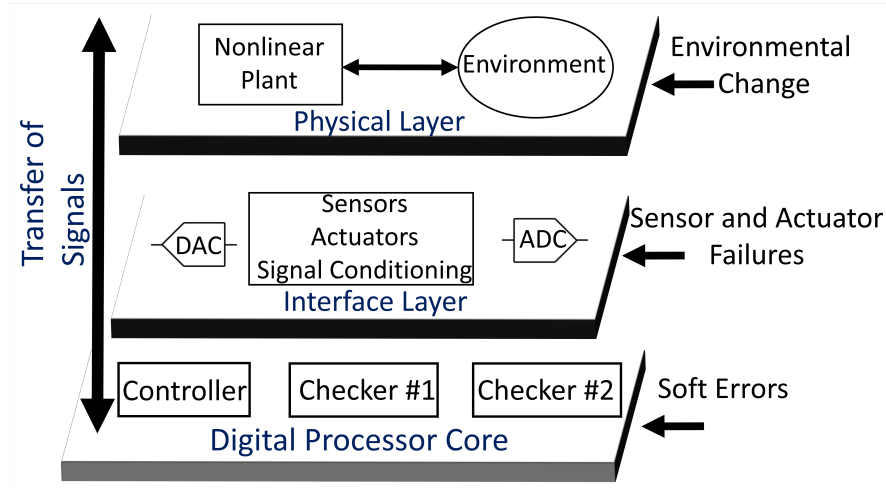 Nonlinear
Plant
Environment
Physical Layer
Environmental
Change
Transfer of
Signals
DAC
Sensors
Actuators
Signal Conditioning
ADC
Interface Layer
Sensor and Actuator
Failures
Controller
Checker #1
Checker #2
Digital Processor Core
Soft Errors